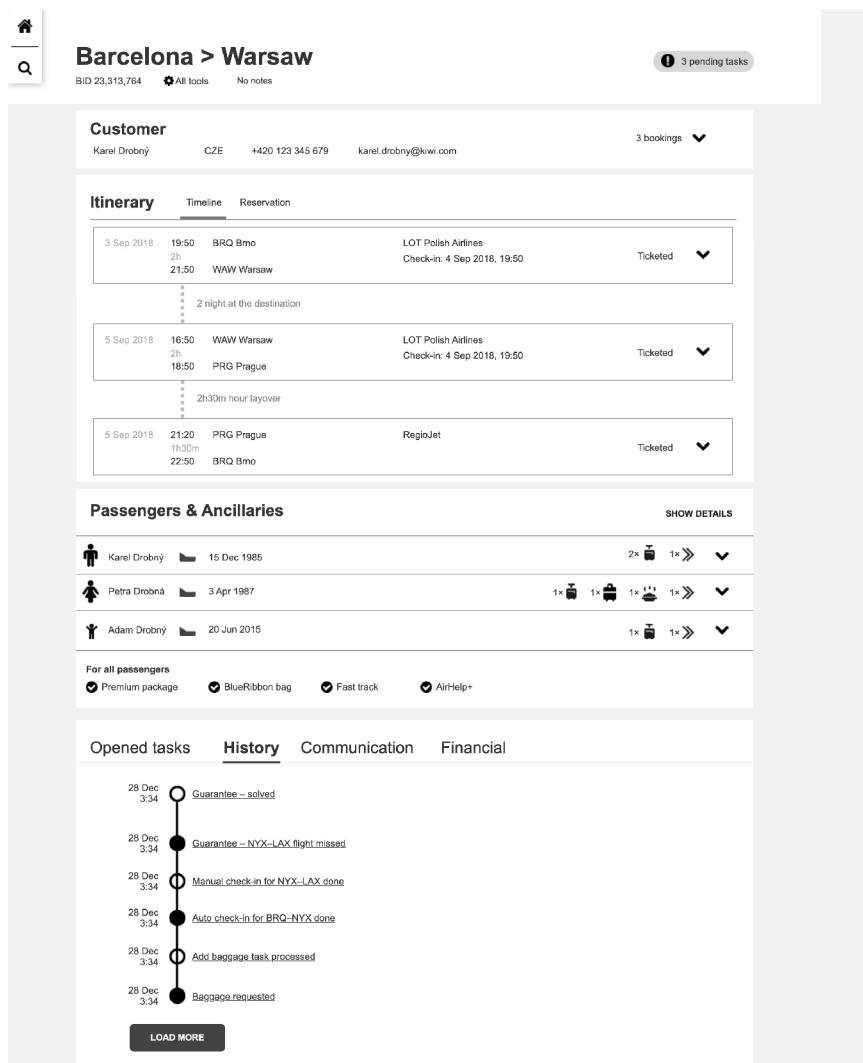 Barcelona > Warsaw
3 pending tasks
BID 23,313,764 All tools No notes
Customer
3 bookings
Karel Drobný CZE +420 123 345 679 karel.drobny@kiwi.com
Itinerary Timeline Reservation
3 Sep 2018 19:50 BRQ Brno LOT Polish Airlines
2h Check-in: 4 Sep 2018, 19:50 Ticketed
21:50 WAW Warsaw
2 night at the destination
5 Sep 2018 16:50 WAW Warsaw LOT Polish Airlines
2h Check-in: 4 Sep 2018, 19:50 Ticketed
18:50 PRG Prague
2h30m hour layover
5 Sep 2018 21:20 PRG Prague RegioJet
1h30m Ticketed
22:50 BRQ Brno
Passengers & Ancillaries SHOW DETAILS
Karel Drobný 15 Dec 1985 2× 1×
Petra Drobná 3 Apr 1987 1× 1× 1× 1×
Adam Drobný 20 Jun 2015 1× 1×
For all passengers
Premium package BlueRibbon bag Fast track AirHelp+
Opened tasks History Communication Financial
28 Dec
3:34 Guarantee – solved
28 Dec
3:34 Guarantee – NYX–LAX flight missed
28 Dec
3:34 Manual check-in for NYX–LAX done
28 Dec
3:34 Auto check-in for BRQ–NYX done
28 Dec
3:34 Add baggage task processed
28 Dec
3:34 Baggage requested
LOAD MORE